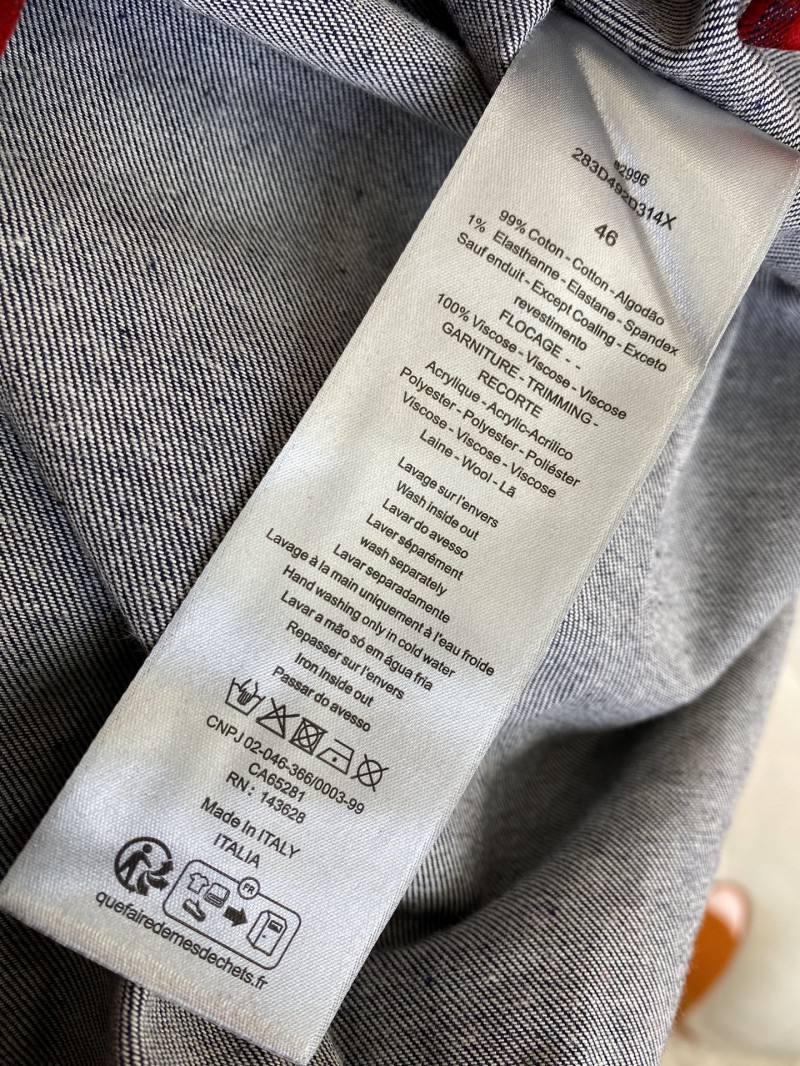 283D492D314X
46
99% Coton - Cotton - Algodão
1% Elasthanne - Elastane - Spandex
Sauf enduit - Except Coaling - Exceto
revestimento
FLOCAGE - -
100% Viscose - Viscose - Viscose
GARNITURE - TRIMMING -
RECORTE
Acrylique - Acrylic - Acrilico
Polyester - Polyester - Poliéster
Viscose - Viscose - Viscose
Laine - Wool - Lã
Lavage sur l'envers
Wash inside out
Lavar do avesso
Laver séparément
wash separately
Lavar separadamente
Lavage à la main uniquement à l'eau froide
Hand washing only in cold water
Lavar a mão só em água fria
Repasser sur l'envers
Iron inside out
Passar do avesso
CNPJ 02-046-366/0003-99
CA65281
RN: 143628
Made In ITALY
ITALIA
FR
quefairedemesdechets.fr